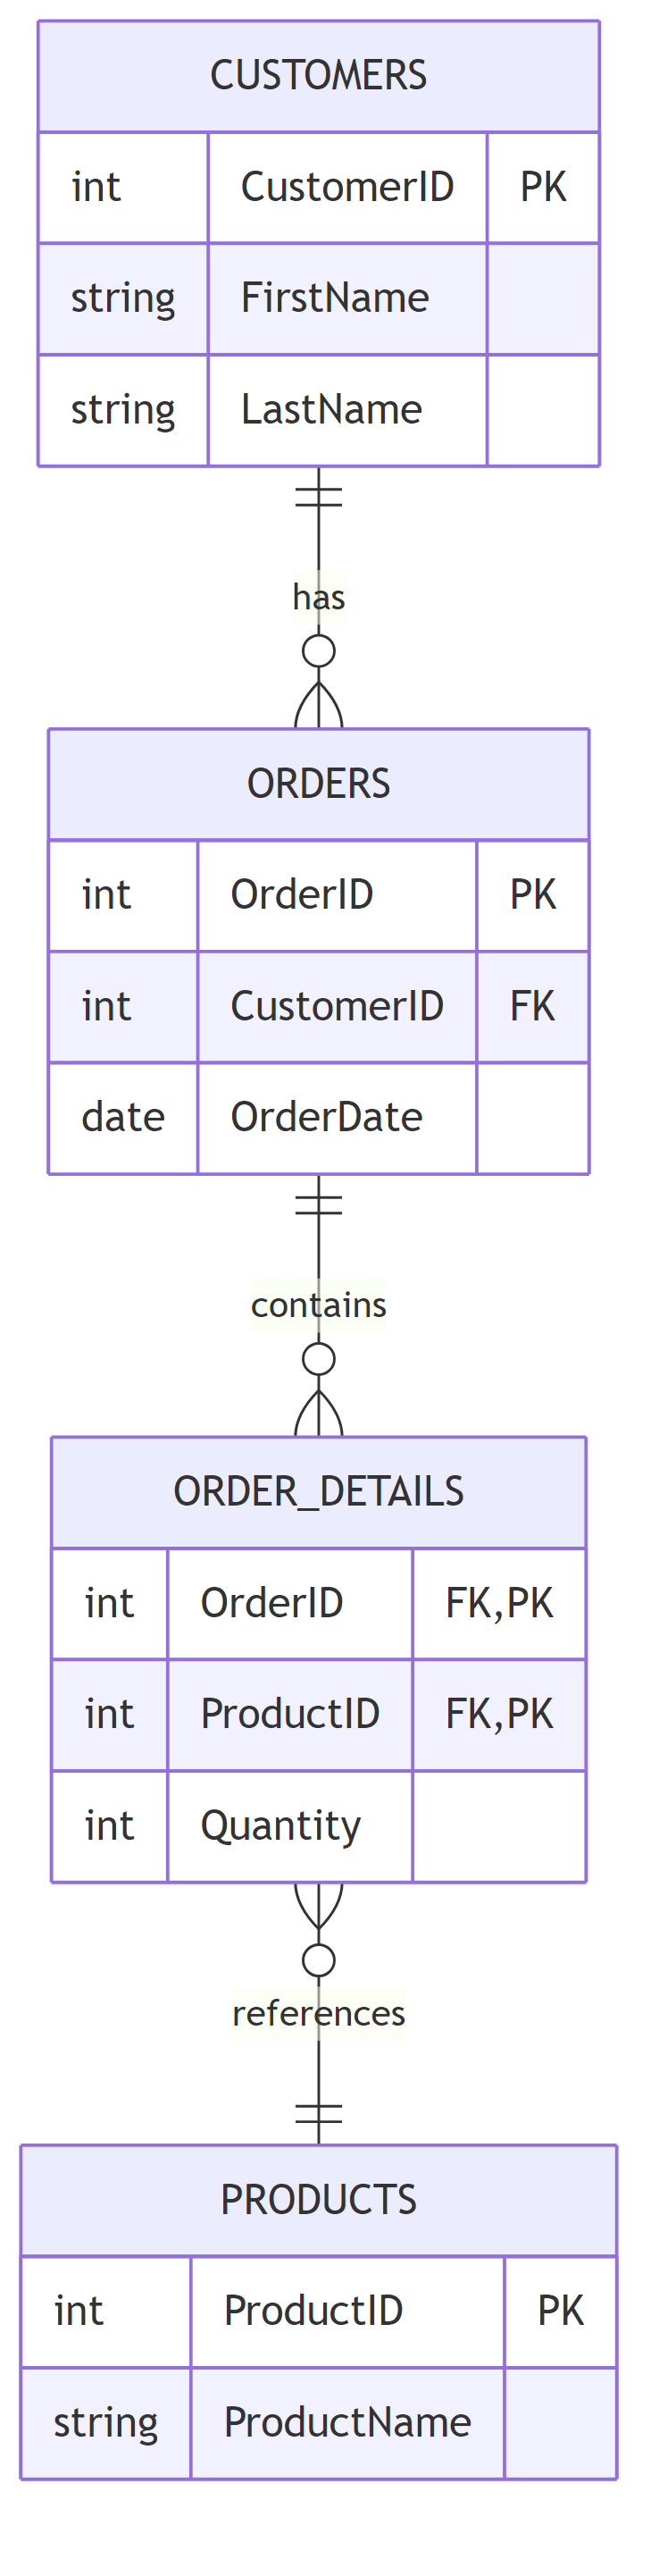 CUSTOMERS
int CustomerID PK
string FirstName
string LastName
has
ORDERS
int OrderID PK
int CustomerID FK
date OrderDate
contains
ORDER_DETAILS
int OrderID FK,PK
int ProductID FK,PK
int Quantity
references
PRODUCTS
int ProductID PK
string ProductName